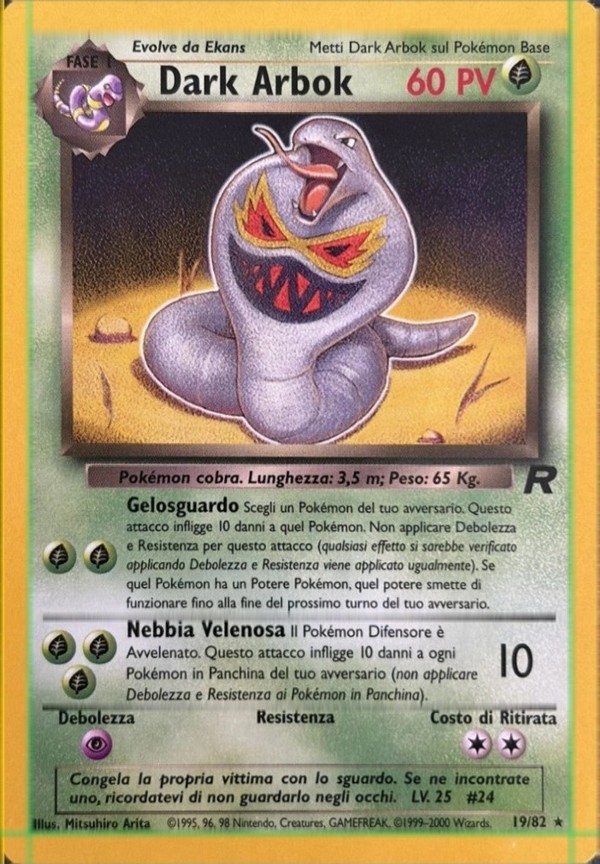 Evolve da Ekans
Metti Dark Arbok sul Pokémon Base
FASE 1
Dark Arbok
60 PV
Pokémon cobra. Lunghezza: 3,5 m; Peso: 65 Kg.
R
Gelosguardo Scegli un Pokémon del tuo avversario. Questo
attacco infligge 10 danni a quel Pokémon. Non applicare Debolezza
e Resistenza per questo attacco (qualsiasi effetto si sarebbe verificato
applicando Debolezza e Resistenza viene applicato ugualmente). Se
quel Pokémon ha un Potere Pokémon, quel potere smette di
funzionare fino alla fine del prossimo turno del tuo avversario.
Nebbia Velenosa Il Pokémon Difensore è
Avvelenato. Questo attacco infligge 10 danni a ogni
Pokémon in Panchina del tuo avversario (non applicare
Debolezza e Resistenza ai Pokémon in Panchina).
10
Debolezza
Resistenza
Costo di Ritirata
Congela la propria vittima con lo sguardo. Se ne incontrate
uno, ricordatevi di non guardarlo negli occhi. LV. 25 #24
Illus. Mitsuhiro Arita ©1995, 96, 98 Nintendo, Creatures, GAMEFREAK. ©1999-2000 Wizards. 19/82 ★